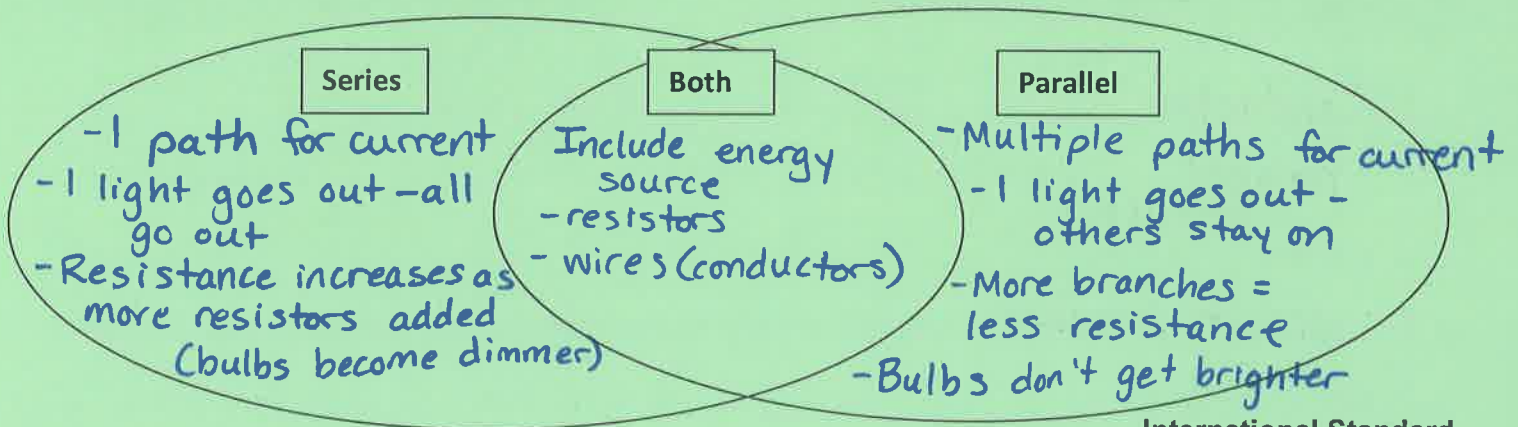 Series
- 1 path for current
- 1 light goes out - all
go out
- Resistance increases as
more resistors added
(bulbs become dimmer)
Both
Include energy
source
- resistors
- wires (conductors)
Parallel
- Multiple paths for current
- 1 light goes out -
others stay on
- More branches =
less resistance
- Bulbs don't get brighter
International Standard